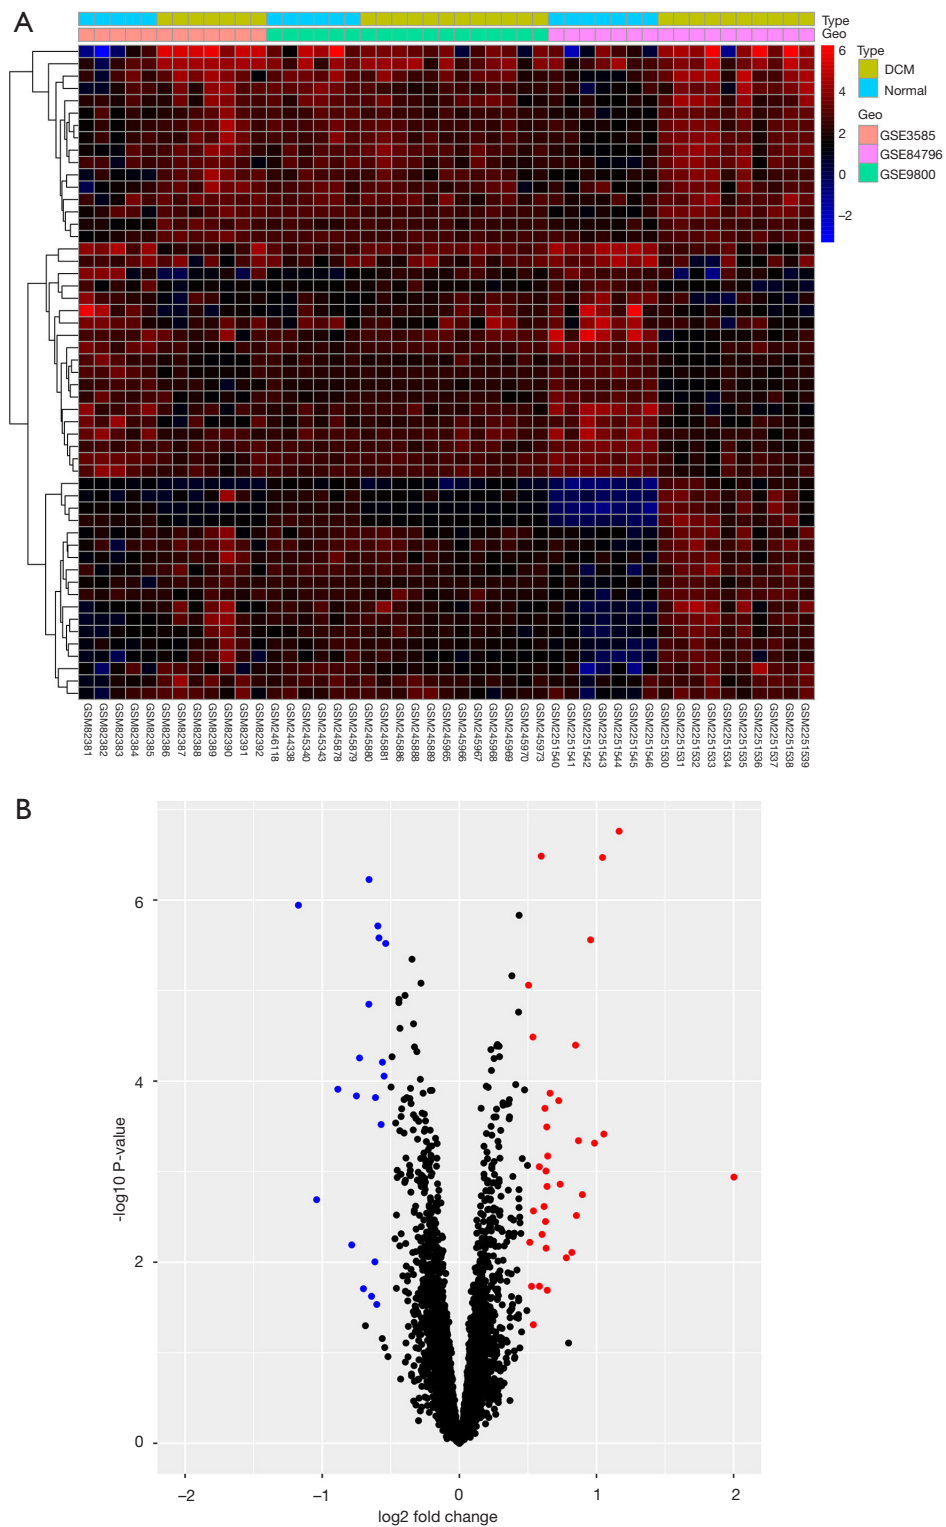 A
Type
Geo
6
4
2
0
−2
Type
DCM
Normal
Geo
GSE3585
GSE84796
GSE9800
GSM82381
GSM82382
GSM82383
GSM82384
GSM82385
GSM82386
GSM82387
GSM82388
GSM82389
GSM82390
GSM82391
GSM82392
GSM246118
GSM244338
GSM245340
GSM245343
GSM245878
GSM245879
GSM245880
GSM245881
GSM245886
GSM245888
GSM245889
GSM245965
GSM245966
GSM245967
GSM245968
GSM245969
GSM245970
GSM245973
GSM2251540
GSM2251541
GSM2251542
GSM2251543
GSM2251544
GSM2251545
GSM2251546
GSM2251530
GSM2251531
GSM2251532
GSM2251533
GSM2251534
GSM2251535
GSM2251536
GSM2251537
GSM2251538
GSM2251539
B
-log10 P-value
6
4
2
0
−2
−1
0
1
2
log2 fold change